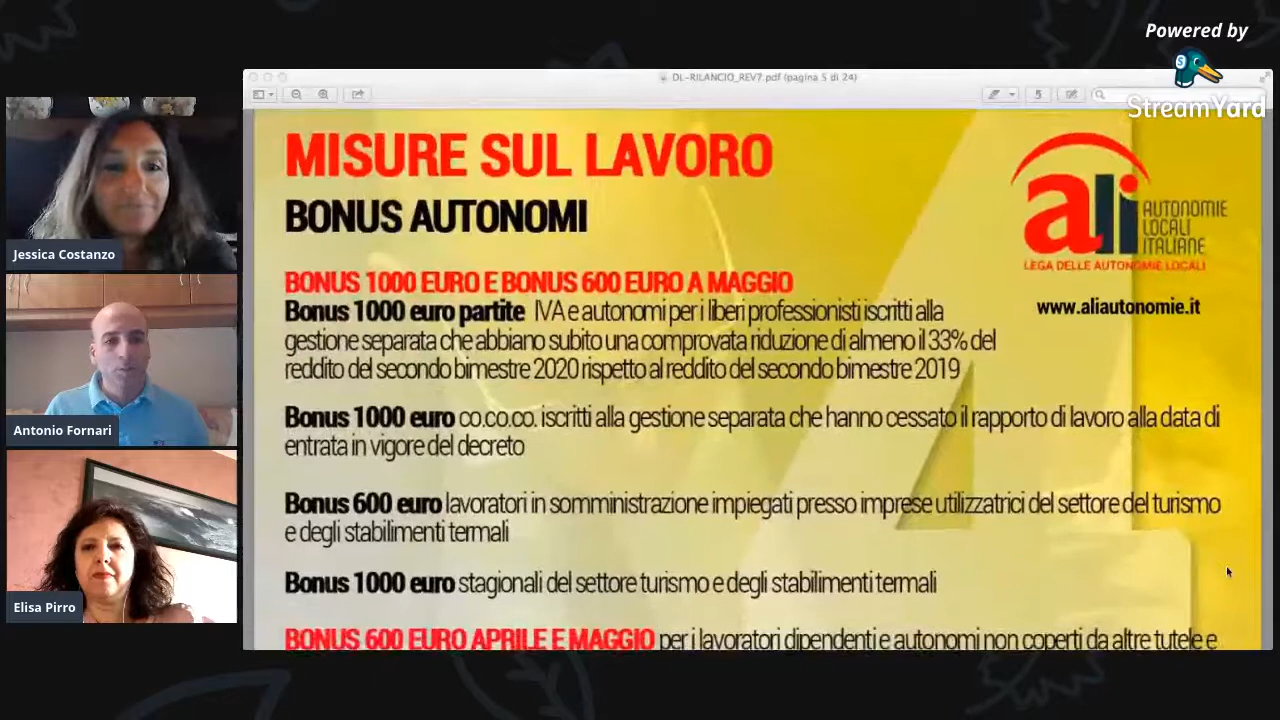 Powered by
StreamYard
DL-RILANCIO_REV7.pdf (pagina 5 di 24)
MISURE SUL LAVORO
BONUS AUTONOMI
ali AUTONOMIE
LOCALI
ITALIANE
LEGA DELLE AUTONOMIE LOCALI
www.aliautonomie.it
BONUS 1000 EURO E BONUS 600 EURO A MAGGIO
Bonus 1000 euro partite IVA e autonomi per i liberi professionisti iscritti alla
gestione separata che abbiano subito una comprovata riduzione di almeno il 33% del
reddito del secondo bimestre 2020 rispetto al reddito del secondo bimestre 2019
Bonus 1000 euro co.co.co. iscritti alla gestione separata che hanno cessato il rapporto di lavoro alla data di
entrata in vigore del decreto
Bonus 600 euro lavoratori in somministrazione impiegati presso imprese utilizzatrici del settore del turismo
e degli stabilimenti termali
Bonus 1000 euro stagionali del settore turismo e degli stabilimenti termali
BONUS 600 EURO APRILE E MAGGIO per i lavoratori dipendenti e autonomi non coperti da altre tutele e
Jessica Costanzo
Antonio Fornari
Elisa Pirro